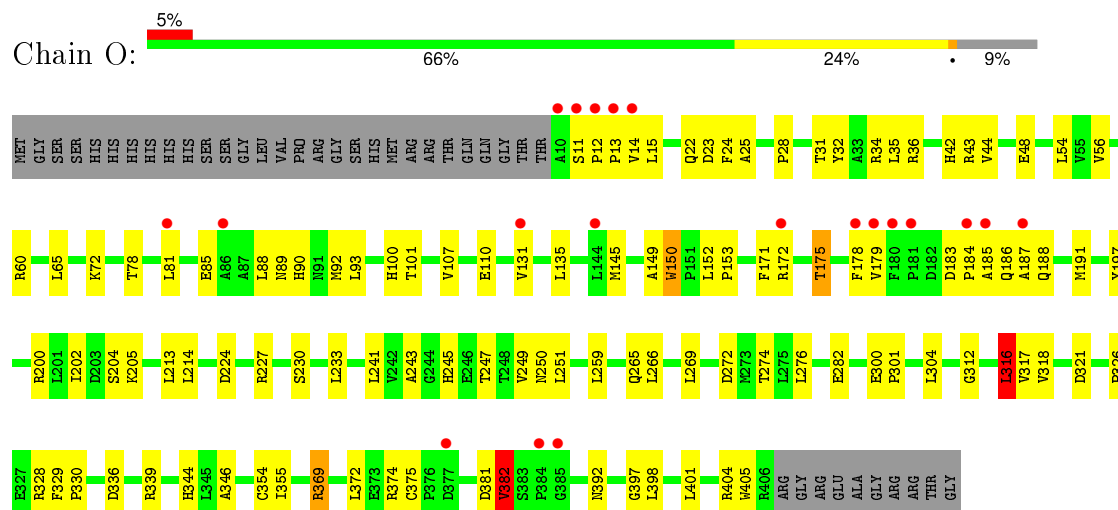 5%
Chain O:
66% 24% • 9%
MET GLY SER SER HIS HIS HIS HIS HIS HIS SER SER GLY LEU VAL PRO ARG GLY SER HIS MET ARG ARG THR GLN GLN GLY THR THR A10 S11 P12 P13 V14 L15 Q22 D23 F24 A25 P28 T31 Y32 A33 R34 L35 R36 H42 R43 V44 E48 L54 V55 V56
R60 L65 K72 T78 L81 E85 A86 A87 L88 N89 H90 N91 M92 L93 H100 T101 V107 E110 V131 L135 L144 M145 A149 W150 P151 L152 P153 F171 R172 T175 F178 V179 F180 P181 D182 D183 P184 A185 Q186 A187 Q188 M191 Y197
R200 L201 I202 D203 S204 K205 L213 L214 D224 R227 S230 L233 L241 V242 A243 G244 H245 E246 T247 T248 V249 N250 L251 L259 Q265 L266 L269 D272 M273 T274 L275 L276 E282 E300 P301 L304 G312 L316 V317 V318 D321 P326
E327 R328 F329 P330 D336 R339 H344 L345 A346 C354 I355 R369 L372 E373 R374 C375 P376 D377 D381 V382 S383 P384 G385 N392 G397 L398 L401 R404 W405 R406 ARG GLY ARG GLU ALA GLY ARG ARG THR GLY